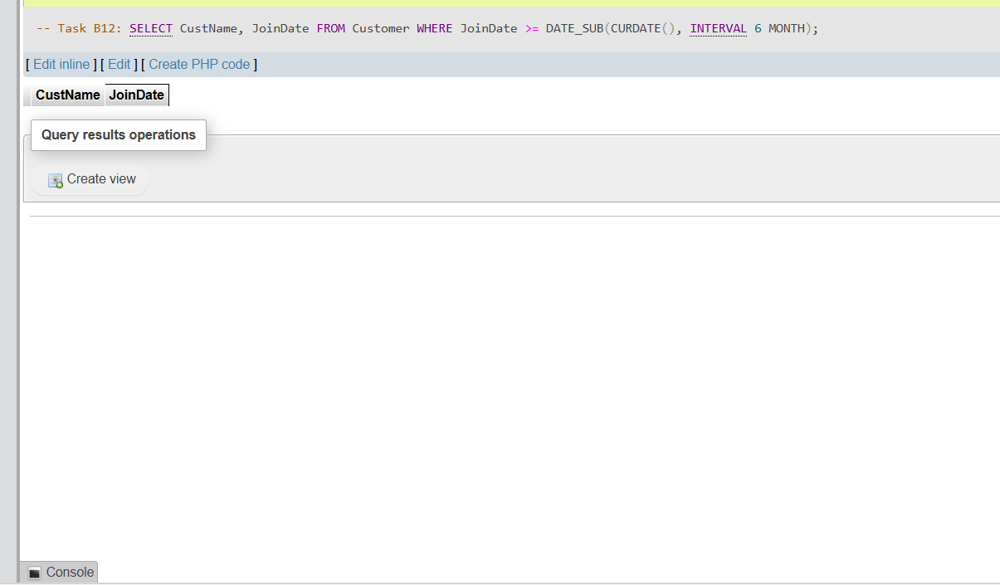 -- Task B12: SELECT CustName, JoinDate FROM Customer WHERE JoinDate >= DATE_SUB(CURDATE(), INTERVAL 6 MONTH);
[ Edit inline ] [ Edit ] [ Create PHP code ]
CustName JoinDate
Query results operations
Create view
Console